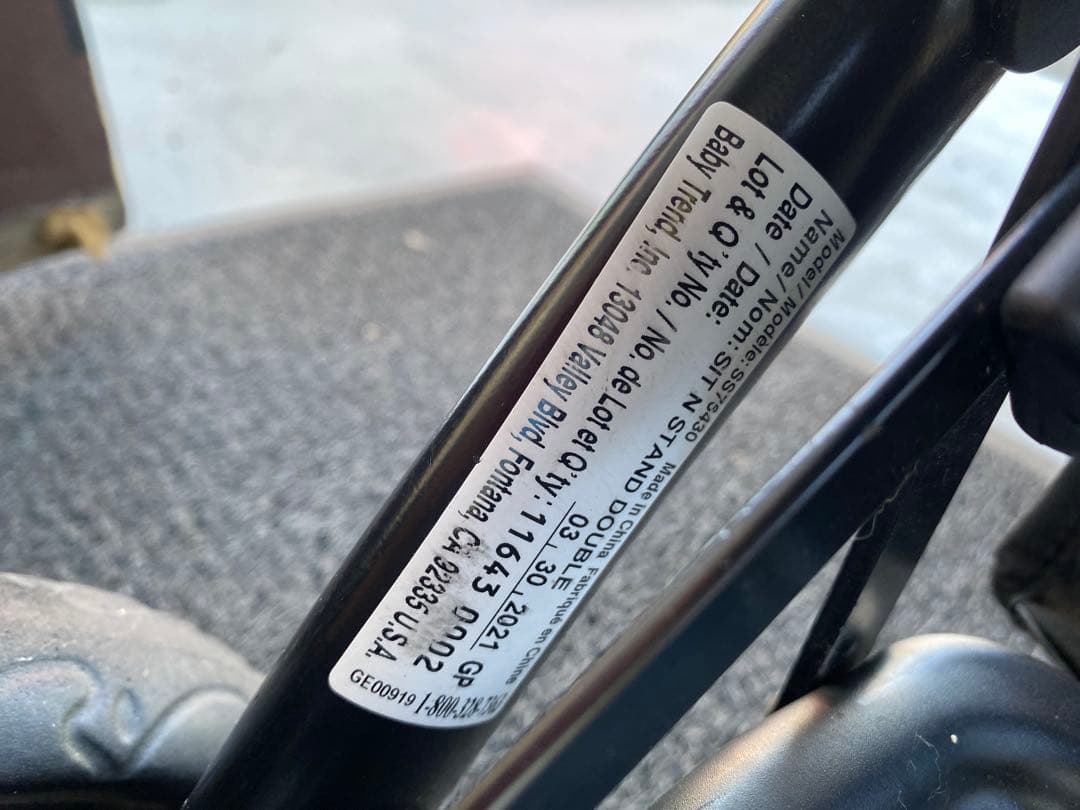 Model / Modèle: SS76430 Made in China Fabriqué en Chine
Name/ Nom: SIT N STAND DOUBLE
Date / Date: 03 / 30 / 2021 GP
Lot & Q'ty No. / No. de Lot et Q'ty: 11643 0002
Baby Trend, Inc. 13048 Valley Blvd, Fontana, CA 92335 U.S.A.
GE00919